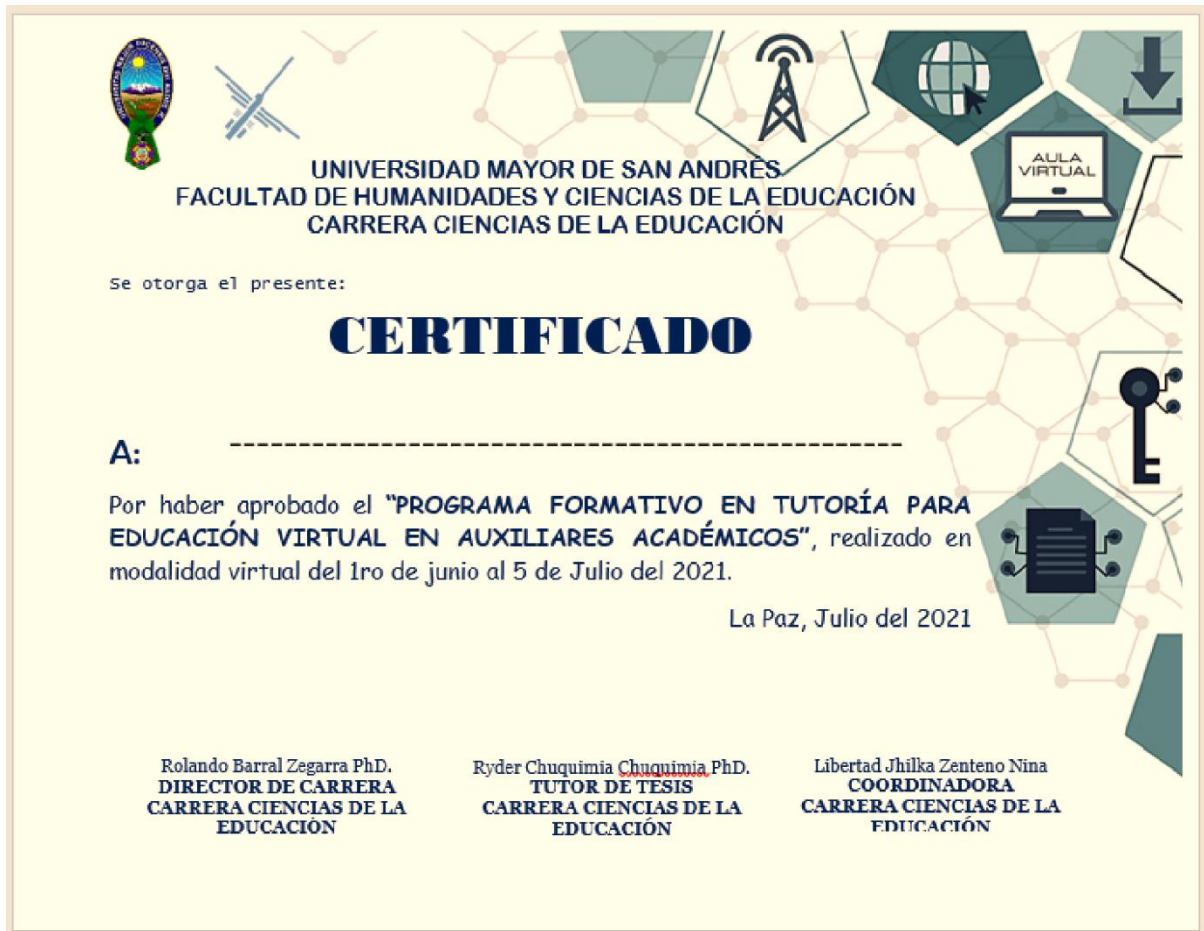 UNIVERSIDAD MAYOR DE SAN ANDRÉS
FACULTAD DE HUMANIDADES Y CIENCIAS DE LA EDUCACIÓN
CARRERA CIENCIAS DE LA EDUCACIÓN
AULA
VIRTUAL
Se otorga el presente:
CERTIFICADO
A: -------------------------------------------------
Por haber aprobado el “PROGRAMA FORMATIVO EN TUTORÍA PARA
EDUCACIÓN VIRTUAL EN AUXILIARES ACADÉMICOS”, realizado en
modalidad virtual del 1ro de junio al 5 de Julio del 2021.
La Paz, Julio del 2021
Rolando Barral Zegarra PhD.
DIRECTOR DE CARRERA
CARRERA CIENCIAS DE LA
EDUCACIÓN
Ryder Chuquimia Chuquimia PhD.
TUTOR DE TESIS
CARRERA CIENCIAS DE LA
EDUCACIÓN
Libertad Jhilka Zenteno Nina
COORDINADORA
CARRERA CIENCIAS DE LA
EDUCACIÓN